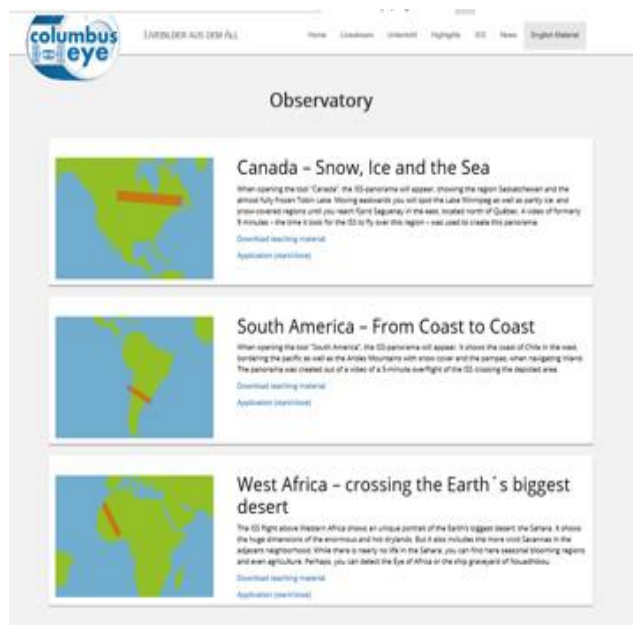 columbus
eye
LIVEBILDER AUS DEM ALL
Home Livestream Unterricht Highlights ISS News English Material
Observatory
Canada – Snow, Ice and the Sea
When opening the tool "Canada", the ISS-panorama will appear, showing the region Saskatchewan and the
almost fully frozen Tobin Lake. Moving eastwards you will spot the Lake Winnipeg as well as partly ice- and
snow-covered regions until you reach Fjord Saguenay in the east, located north of Québec. A video of formerly
9 minutes – the time it took for the ISS to fly over this region – was used to create this panorama.
Download teaching material
Application (start/close)
South America – From Coast to Coast
When opening the tool "South America", the ISS-panorama will appear. It shows the coast of Chile in the west,
bordering the pacific as well as the Andes Mountains with snow cover and the pampas, when navigating inland.
The panorama was created out of a video of a 5-minute overflight of the ISS crossing the depicted area.
Download teaching material
Application (start/close)
West Africa – crossing the Earth´s biggest
desert
The ISS flight above Western Africa shows an unique portrait of the Earth's biggest desert: the Sahara. It shows
the huge dimensions of the enormous and hot drylands. But it also includes the more vivid Savannas in the
adjacent neighborhood. While there is nearly no life in the Sahara, you can find here seasonal blooming regions
and even agriculture. Perhaps, you can detect the Eye of Africa or the ship graveyard of Nouadhibou.
Download teaching material
Application (start/close)